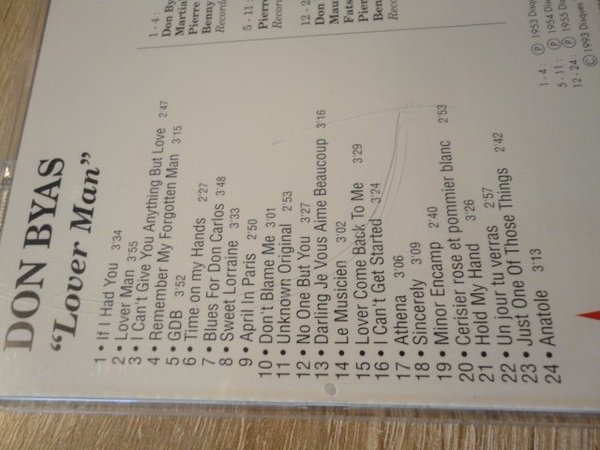 DON BYAS
“Lover Man”
1 • If I Had You 3'34
2 • Lover Man 3'55
3 • I Can't Give You Anything But Love 2'47
4 • Remember My Forgotten Man 3'15
5 • GDB 3'52
6 • Time on my Hands 2'27
7 • Blues For Don Carlos 3'48
8 • Sweet Lorraine 3'33
9 • April In Paris 2'50
10 • Don't Blame Me 3'01
11 • Unknown Original 2'53
12 • No One But You 3'27
13 • Darling Je Vous Aime Beaucoup 3'16
14 • Le Musicien 3'02
15 • Lover Come Back To Me 3'29
16 • I Can't Get Started 3'24
17 • Athena 3'06
18 • Sincerely 3'09
19 • Minor Encamp 2'40
20 • Cerisier rose et pommier blanc 2'53
21 • Hold My Hand 3'26
22 • Un jour tu verras 2'57
23 • Just One Of Those Things 2'42
24 • Anatole 3'13
1 - 4 :
Don By
Martia
Pierre
Benny
Record
5 - 11 :
Pierr
Reco
12 - 2
Don
Mau
Fats
Pier
Ben
Rec
1 - 4 : ℗ 1953 Disques
5 - 11 : ℗ 1954 Dis
12 - 24 : ℗ 1955 Dis
© 1993 Disques